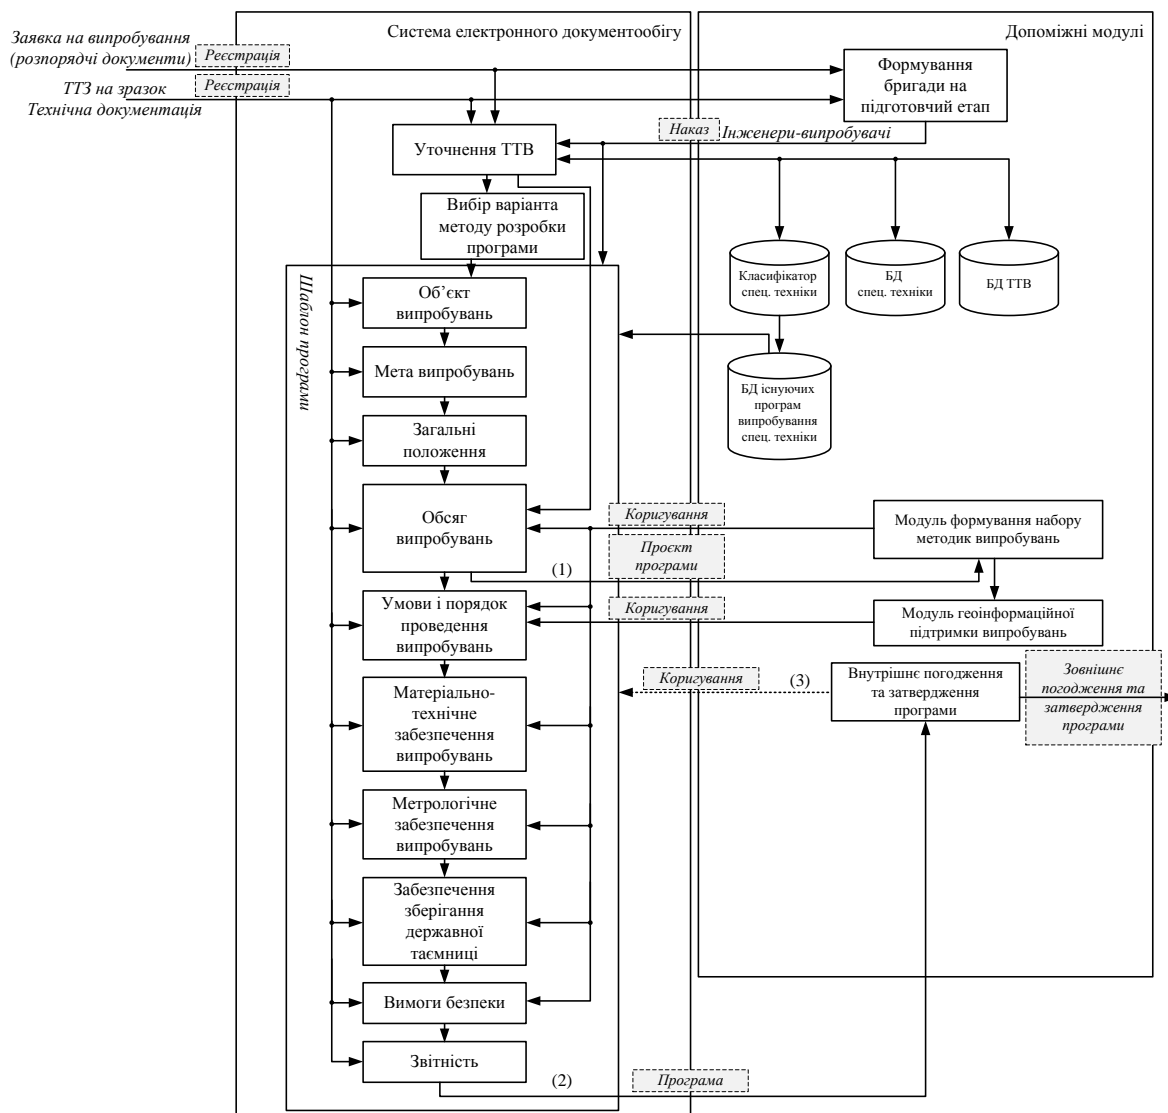 Система електронного документообігу
Допоміжні модулі
Заявка на випробування
(розпорядчі документи)
Реєстрація
ТТЗ на зразок
Технічна документація
Реєстрація
Формування
бригади на
підготовчий етап
Наказ
Інженери-випробувачі
Уточнення ТТВ
Вибір варіанта
методу розробки
програми
Шаблон програми
Об’єкт
випробувань
Мета випробувань
Загальні
положення
Обсяг
випробувань
Умови і порядок
проведення
випробувань
Матеріально-
технічне
забезпечення
випробувань
Метрологічне
забезпечення
випробувань
Забезпечення
зберігання
державної
таємниці
Вимоги безпеки
Звітність
Класифікатор
спец. техніки
БД
спец. техніки
БД ТТВ
БД існуючих
програм
випробування
спец. техніки
Коригування
Проєкт
програми
(1)
Коригування
Модуль формування набору
методик випробувань
Модуль геоінформаційної
підтримки випробувань
Коригування
(3)
Внутрішнє погодження
та затвердження
програми
Зовнішнє
погодження та
затвердження
програми
(2)
Програма